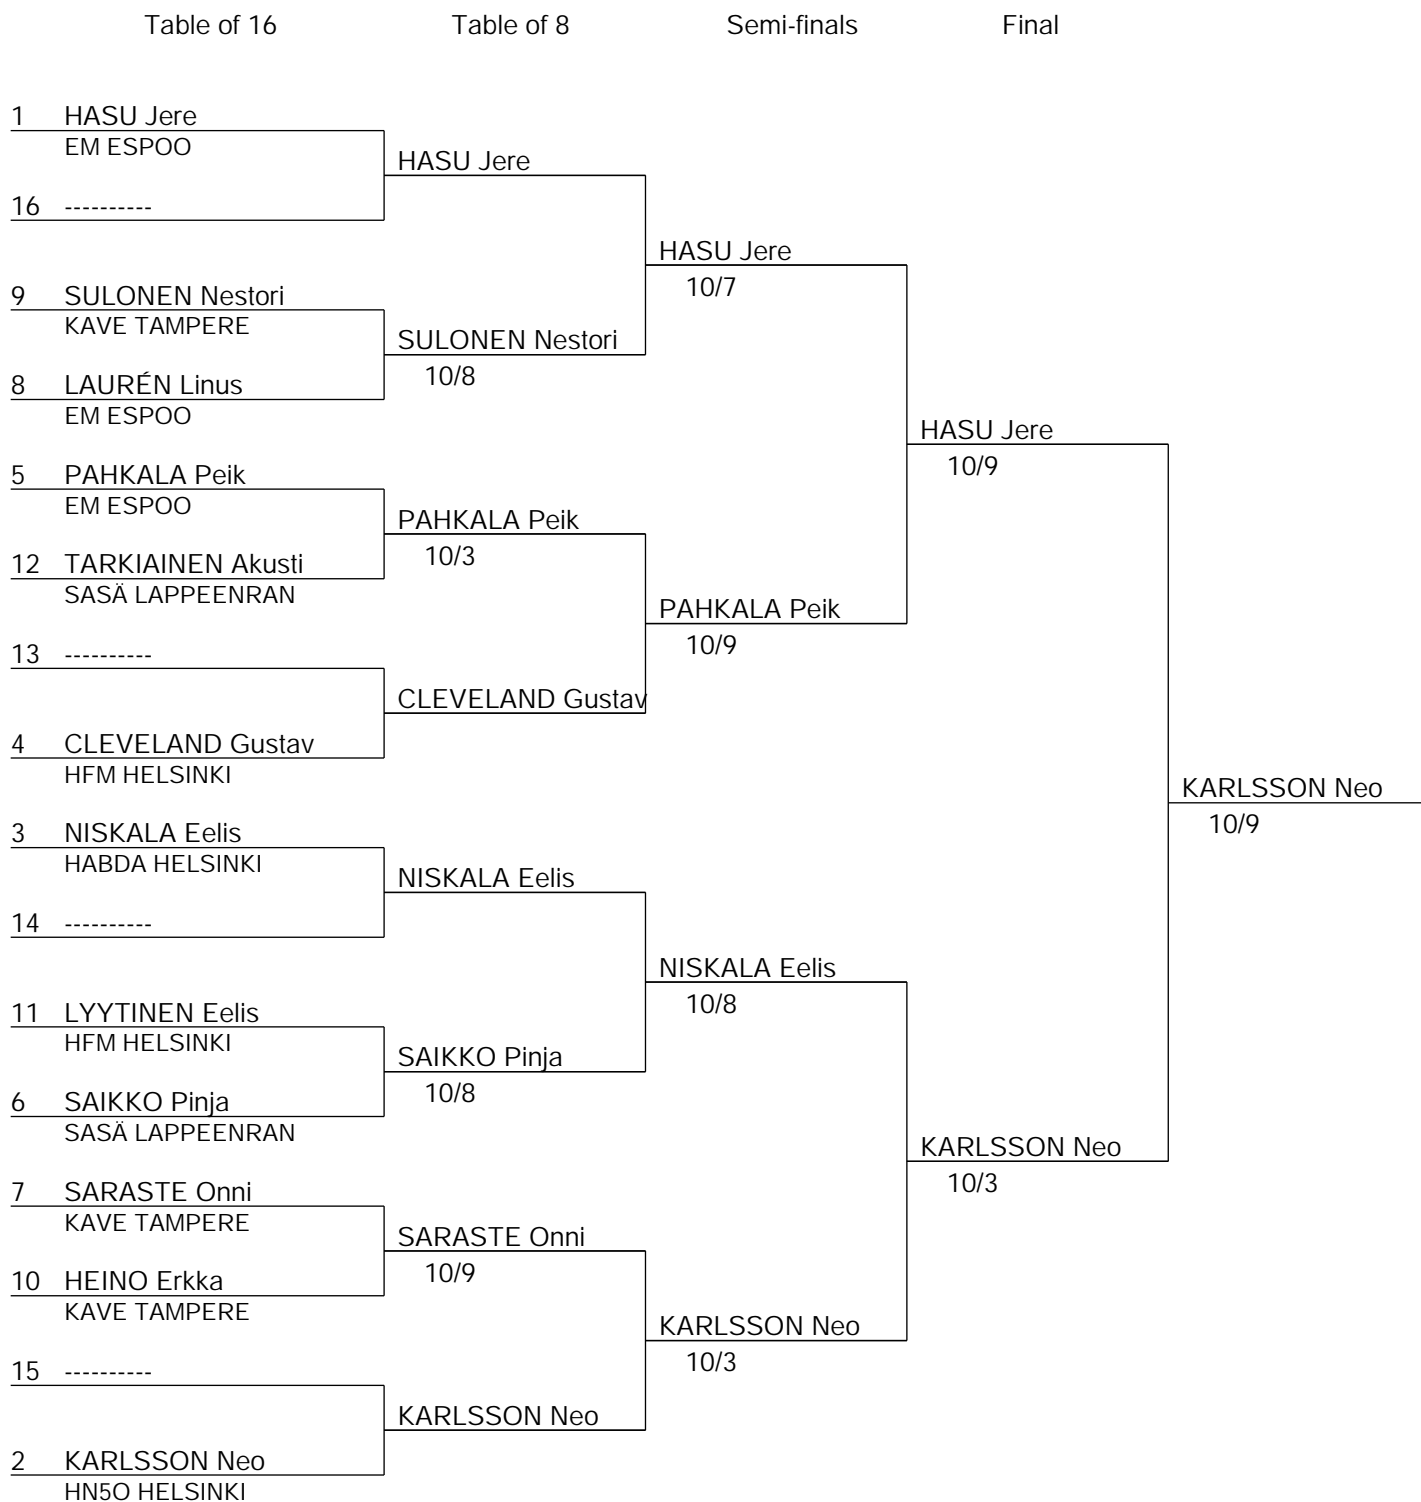 Table of 16 Table of 8 Semi-finals Final
1 HASU Jere
EM ESPOO
HASU Jere
16 ----------
HASU Jere
10/7
9 SULONEN Nestori
KAVE TAMPERE
SULONEN Nestori
10/8
8 LAURÉN Linus
EM ESPOO
HASU Jere
10/9
5 PAHKALA Peik
EM ESPOO
PAHKALA Peik
10/3
12 TARKIAINEN Akusti
SASÄ LAPPEENRAN
PAHKALA Peik
10/9
13 ----------
CLEVELAND Gustav
4 CLEVELAND Gustav
HFM HELSINKI
KARLSSON Neo
10/9
3 NISKALA Eelis
HABDA HELSINKI
NISKALA Eelis
14 ----------
NISKALA Eelis
10/8
11 LYYTINEN Eelis
HFM HELSINKI
SAIKKO Pinja
10/8
6 SAIKKO Pinja
SASÄ LAPPEENRAN
KARLSSON Neo
10/3
7 SARASTE Onni
KAVE TAMPERE
SARASTE Onni
10/9
10 HEINO Erkka
KAVE TAMPERE
KARLSSON Neo
10/3
15 ----------
KARLSSON Neo
2 KARLSSON Neo
HN5O HELSINKI